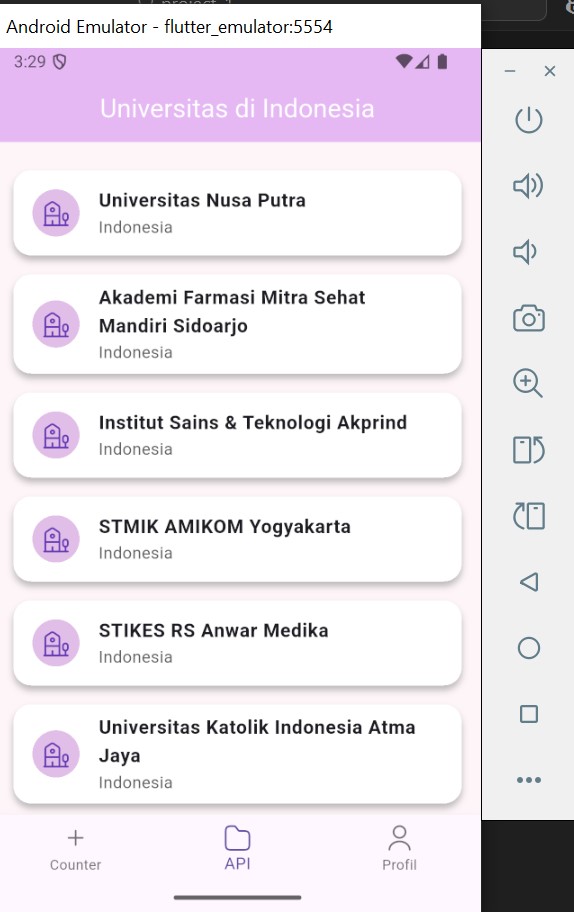 Android Emulator - flutter_emulator:5554
3:29
Universitas di Indonesia
Universitas Nusa Putra
Indonesia
Akademi Farmasi Mitra Sehat
Mandiri Sidoarjo
Indonesia
Institut Sains & Teknologi Akprind
Indonesia
STMIK AMIKOM Yogyakarta
Indonesia
STIKES RS Anwar Medika
Indonesia
Universitas Katolik Indonesia Atma
Jaya
Indonesia
Counter
API
Profil